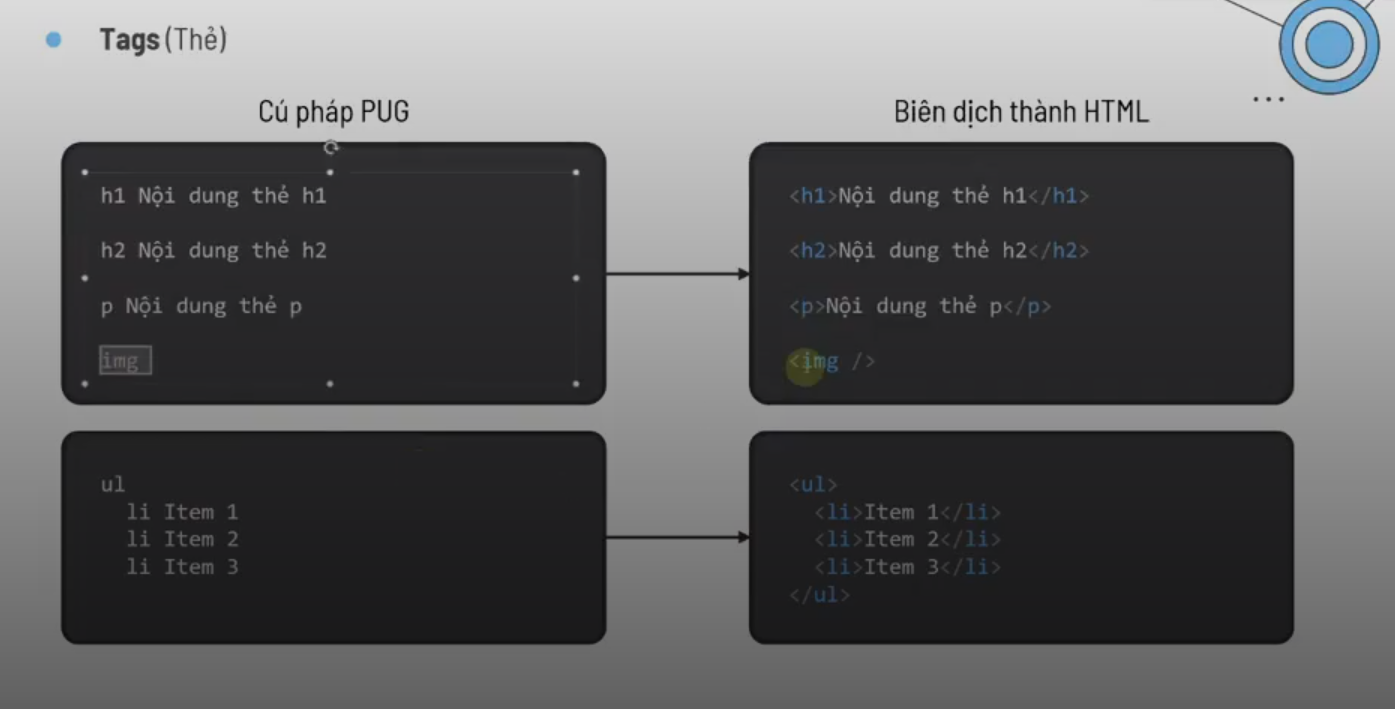 Tags (Thẻ)
Cú pháp PUG
h1 Nội dung thẻ h1
h2 Nội dung thẻ h2
p Nội dung thẻ p
img
ul
li Item 1
li Item 2
li Item 3
Biên dịch thành HTML
...
<h1>Nội dung thẻ h1</h1>
<h2>Nội dung thẻ h2</h2>
<p>Nội dung thẻ p</p>
<img />
<ul>
<li>Item 1</li>
<li>Item 2</li>
<li>Item 3</li>
</ul>